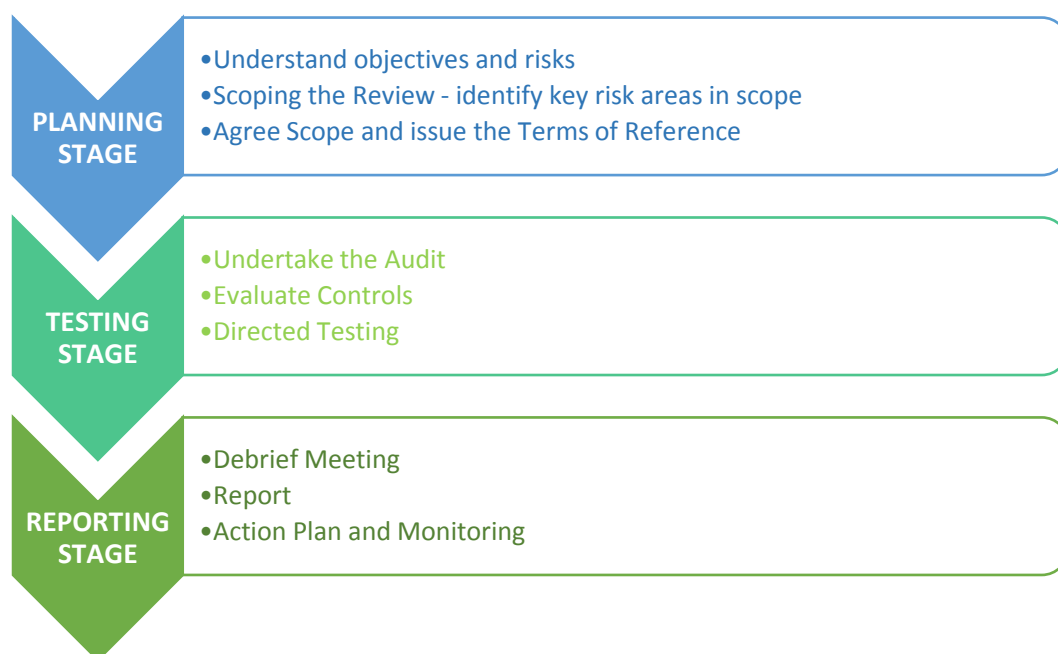 PLANNING
STAGE
•Understand objectives and risks
•Scoping the Review - identify key risk areas in scope
•Agree Scope and issue the Terms of Reference
TESTING
STAGE
•Undertake the Audit
•Evaluate Controls
•Directed Testing
REPORTING
STAGE
•Debrief Meeting
•Report
•Action Plan and Monitoring